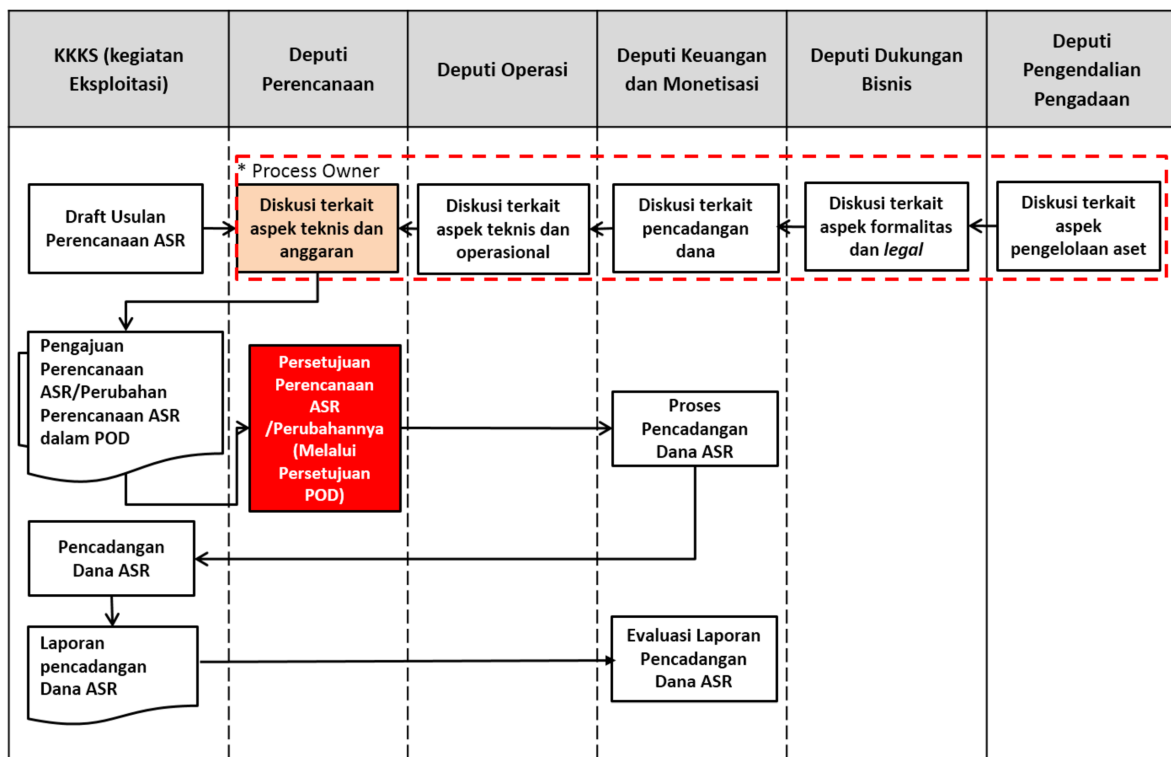 KKKS (kegiatan
Eksploitasi)
Deputi
Perencanaan
Deputi Operasi
Deputi Keuangan
dan Monetisasi
Deputi Dukungan
Bisnis
Deputi
Pengendalian
Pengadaan
* Process Owner
Draft Usulan
Perencanaan ASR
Diskusi terkait
aspek teknis dan
anggaran
Diskusi terkait
aspek teknis dan
operasional
Diskusi terkait
pencadangan
dana
Diskusi terkait
aspek formalitas
dan legal
Diskusi terkait
aspek
pengelolaan aset
Pengajuan
Perencanaan
ASR/Perubahan
Perencanaan ASR
dalam POD
Persetujuan
Perencanaan
ASR
/Perubahannya
(Melalui
Persetujuan
POD)
Proses
Pencadangan
Dana ASR
Pencadangan
Dana ASR
Laporan
pencadangan
Dana ASR
Evaluasi Laporan
Pencadangan
Dana ASR